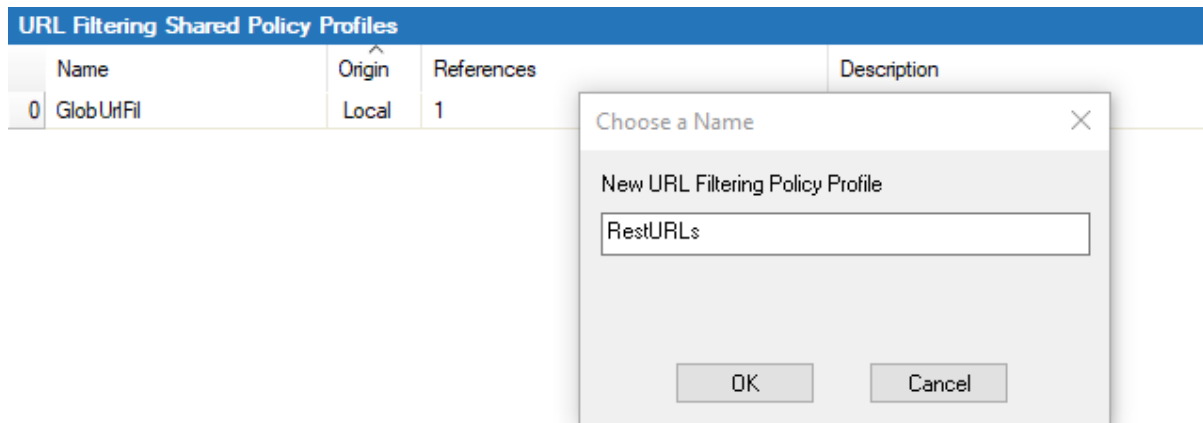 URL Filtering Shared Policy Profiles
Name Origin References Description
0 GlobUrlFil Local 1
Choose a Name
New URL Filtering Policy Profile
RestURLs
OK Cancel